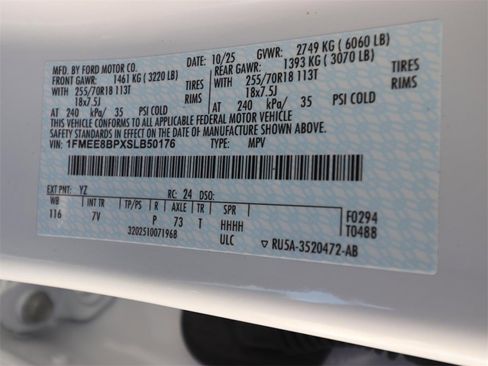 MFD. BY FORD MOTOR CO. DATE: 10/25 GVWR: 2749 KG (6060 LB)
FRONT GAWR: 1461 KG (3220 LB) REAR GAWR: 1393 KG (3070 LB)
WITH 255/70R18 113T TIRES WITH 255/70R18 113T TIRES
18x7.5J RIMS 18x7.5J RIMS
AT 240 kPa/ 35 PSI COLD AT 240 kPa/ 35 PSI COLD
THIS VEHICLE CONFORMS TO ALL APPLICABLE FEDERAL MOTOR VEHICLE
SAFETY STANDARDS IN EFFECT ON THE DATE OF MANUFACTURE SHOWN ABOVE.
VIN: 1FMEE8BPXSLB50176 TYPE: MPV
EXT PNT: YZ RC: 24 DSO:
WB INT TR TP/PS R AXLE TR SPR
116 7V P 73 T HHHH
F0294
T0488
3202510071968 ULC ▽ RU5A-3520472-AB